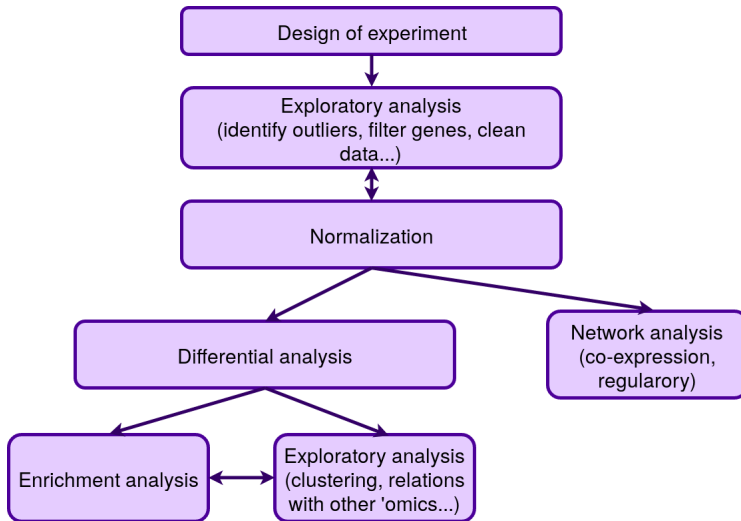 Design of experiment
Exploratory analysis
(identify outliers, filter genes, clean
data...)
Normalization
Differential analysis
Network analysis
(co-expression,
regularory)
Enrichment analysis
Exploratory analysis
(clustering, relations
with other 'omics...)